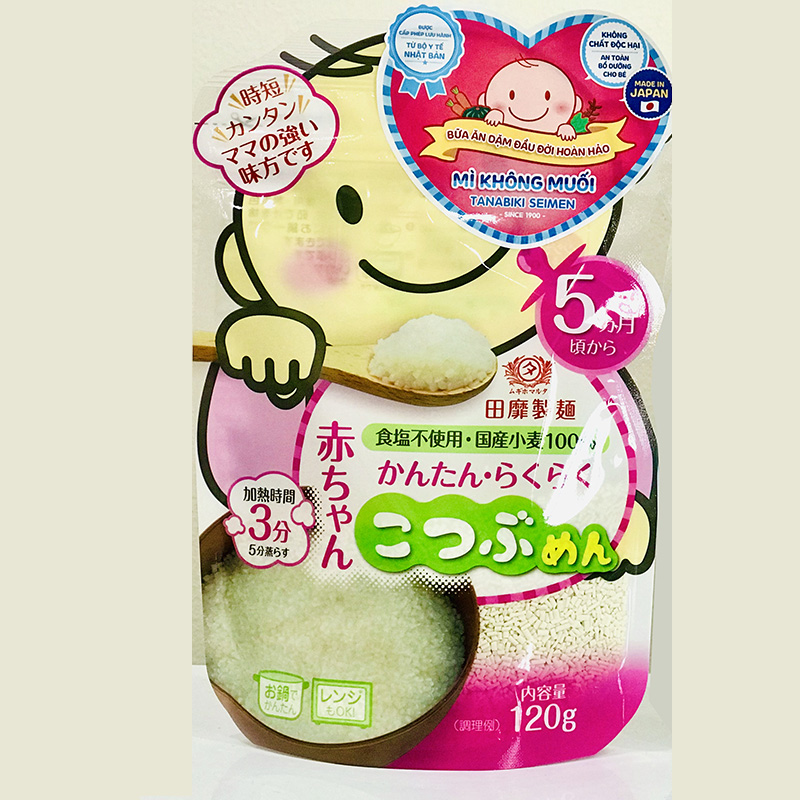 ĐƯỢC
CẤP PHÉP LƯU HÀNH
TỪ BỘ Y TẾ
NHẬT BẢN
KHÔNG
CHẤT ĐỘC HẠI
AN TOÀN
BỔ DƯỠNG
CHO BÉ
MADE IN
JAPAN
BỮA ĂN DẶM ĐẦU ĐỜI HOÀN HẢO
MÌ KHÔNG MUỐI
TANABIKI SEIMEN
- SINCE 1900 -
時短
カンタン
ママの強い
味方です
5ヵ月
頃から
ムギホマルタ
田靡製麺
食塩不使用・国産小麦100%
かんたん・らくらく
赤ちゃん
こつぶめん
加熱時間
3分
5分蒸らす
お鍋で
かんたん
レンジ
もOK!
内容量
120g
(調理例)